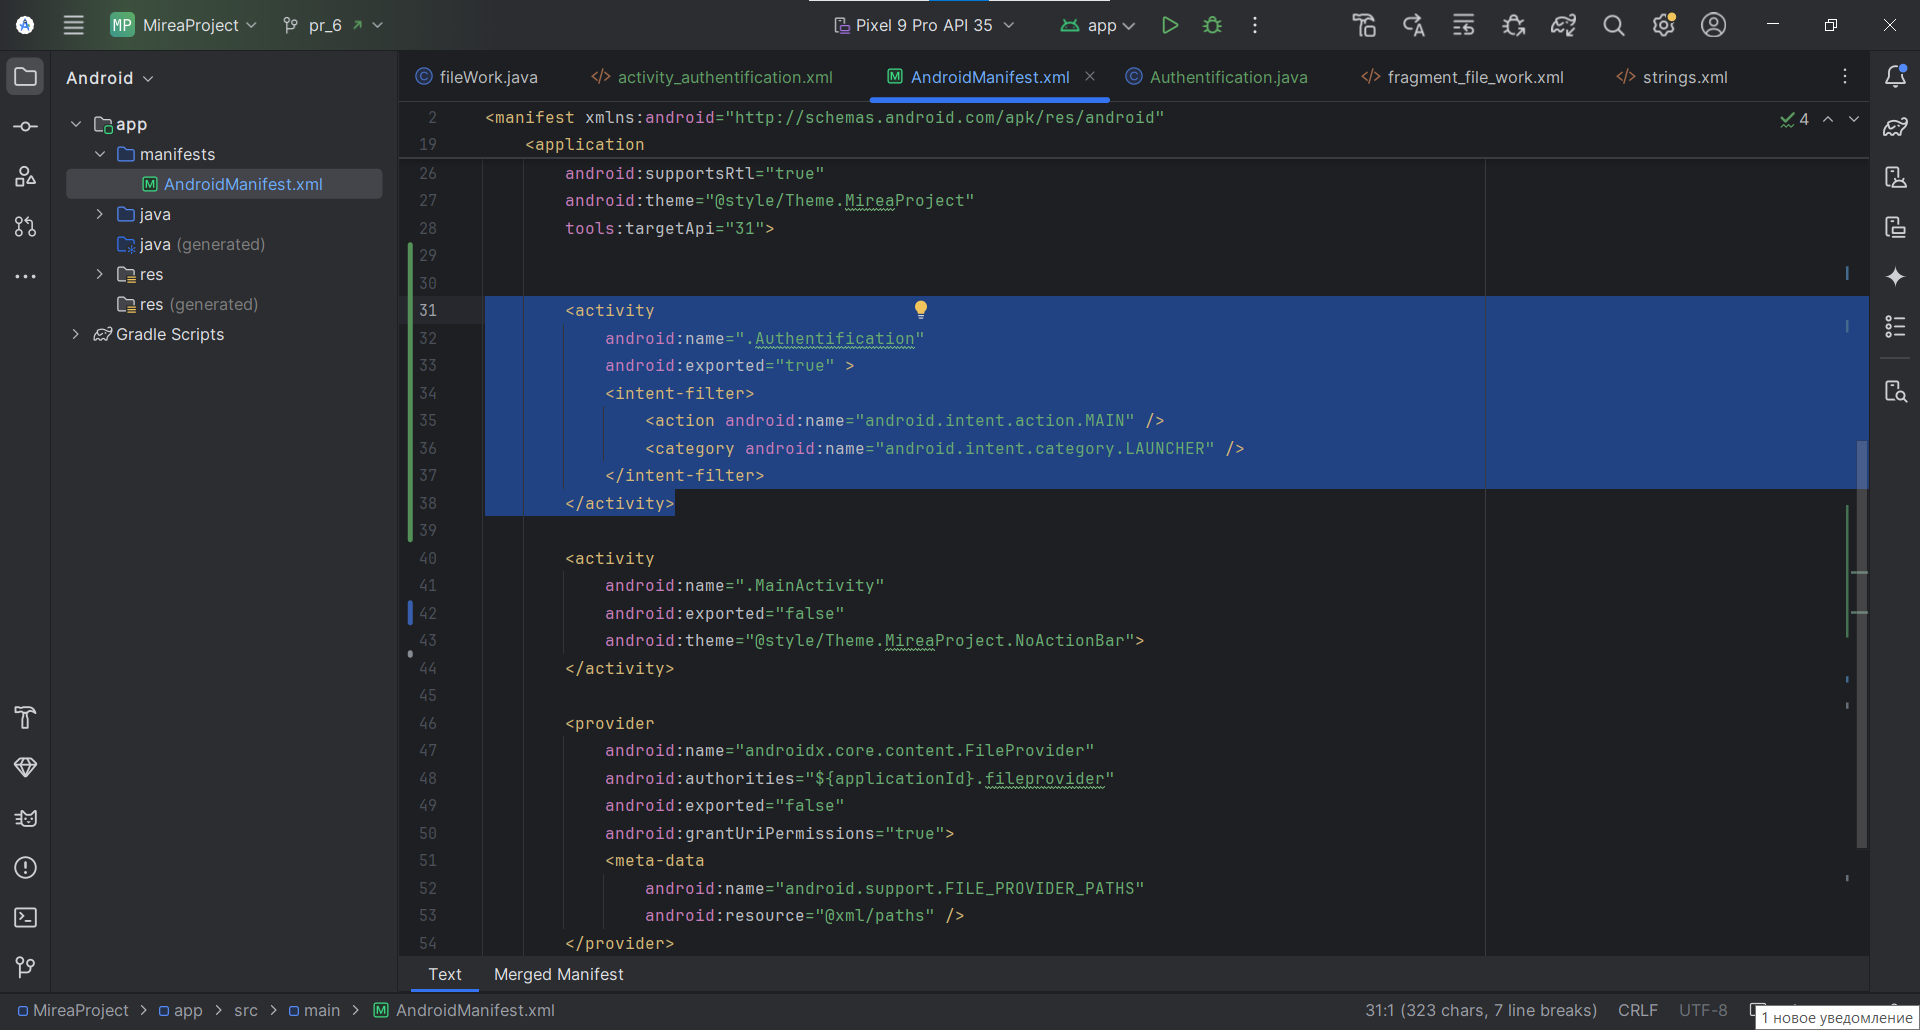 MP MireaProject pr_6 Pixel 9 Pro API 35 app
Android
app
manifests
AndroidManifest.xml
java
java (generated)
res
res (generated)
Gradle Scripts
fileWork.java activity_authentification.xml AndroidManifest.xml Authentification.java fragment_file_work.xml strings.xml
4
2 <manifest xmlns:android="http://schemas.android.com/apk/res/android"
19 <application
26 android:supportsRtl="true"
27 android:theme="@style/Theme.MireaProject"
28 tools:targetApi="31">
29
30
31 <activity
32 android:name=".Authentification"
33 android:exported="true" >
34 <intent-filter>
35 <action android:name="android.intent.action.MAIN" />
36 <category android:name="android.intent.category.LAUNCHER" />
37 </intent-filter>
38 </activity>
39
40 <activity
41 android:name=".MainActivity"
42 android:exported="false"
43 android:theme="@style/Theme.MireaProject.NoActionBar">
44 </activity>
45
46 <provider
47 android:name="androidx.core.content.FileProvider"
48 android:authorities="${applicationId}.fileprovider"
49 android:exported="false"
50 android:grantUriPermissions="true">
51 <meta-data
52 android:name="android.support.FILE_PROVIDER_PATHS"
53 android:resource="@xml/paths" />
54 </provider>
Text Merged Manifest
MireaProject > app > src > main > AndroidManifest.xml
31:1 (323 chars, 7 line breaks) CRLF UTF-8
1 новое уведомление